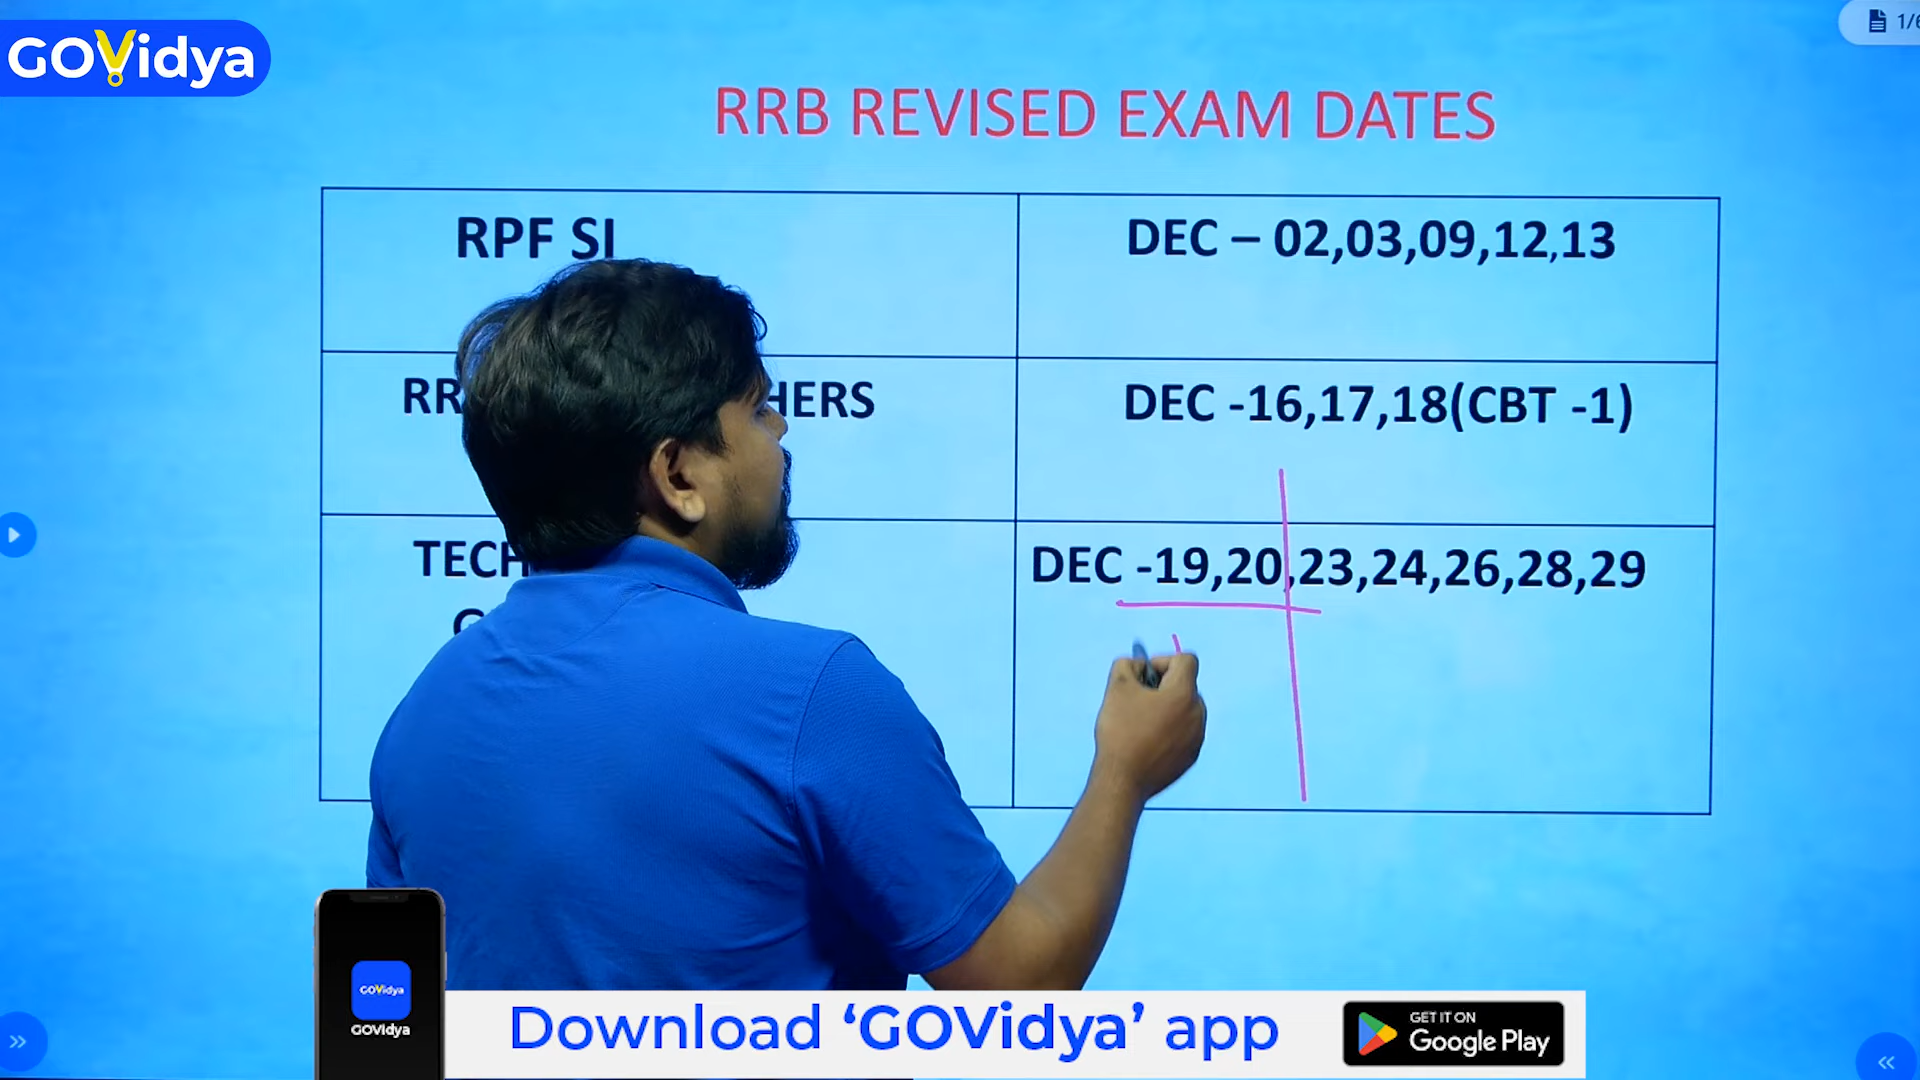 GOVidya
1/6
RRB REVISED EXAM DATES
RPF SI
DEC – 02,03,09,12,13
DEC -16,17,18(CBT -1)
DEC -19,20,23,24,26,28,29
GOVidya
GOVidya
Download ‘GOVidya’ app
GET IT ON
Google Play